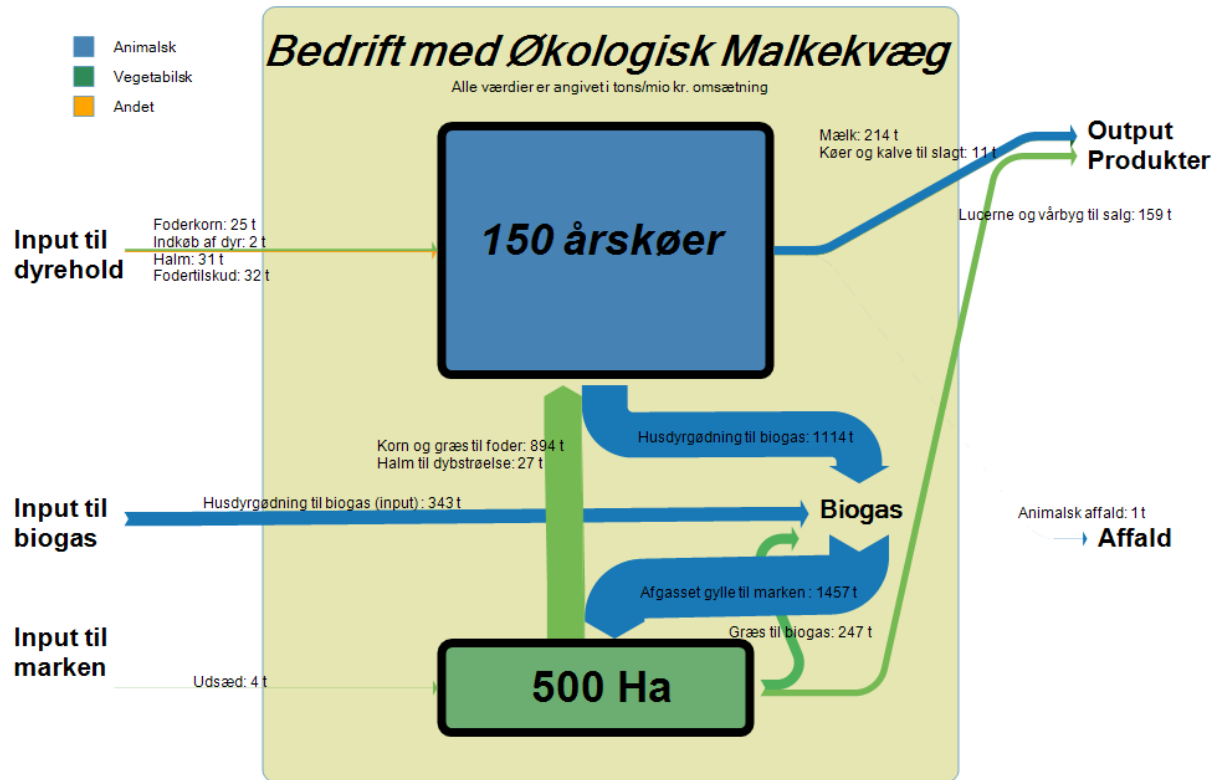 Animalsk
Vegetabilsk
Andet
Bedrift med Økologisk Malkekvæg
Alle værdier er angivet i tons/mio kr. omsætning
Mælk: 214 t
Køer og kalve til slagt: 11 t
Output
Produkter
Lucerne og vårbyg til salg: 159 t
150 årskøer
Input til
dyrehold
Foderkorn: 25 t
Indkøb af dyr: 2 t
Halm: 31 t
Fodertilskud: 32 t
Korn og græs til foder: 894 t
Halm til dybstrøelse: 27 t
Husdyrgødning til biogas: 1114 t
Input til
biogas
Husdyrgødning til biogas (input) : 343 t
Biogas
Animalsk affald: 1 t
Affald
Afgasset gylle til marken : 1457 t
Græs til biogas: 247 t
Input til
marken
Udsæd: 4 t
500 Ha